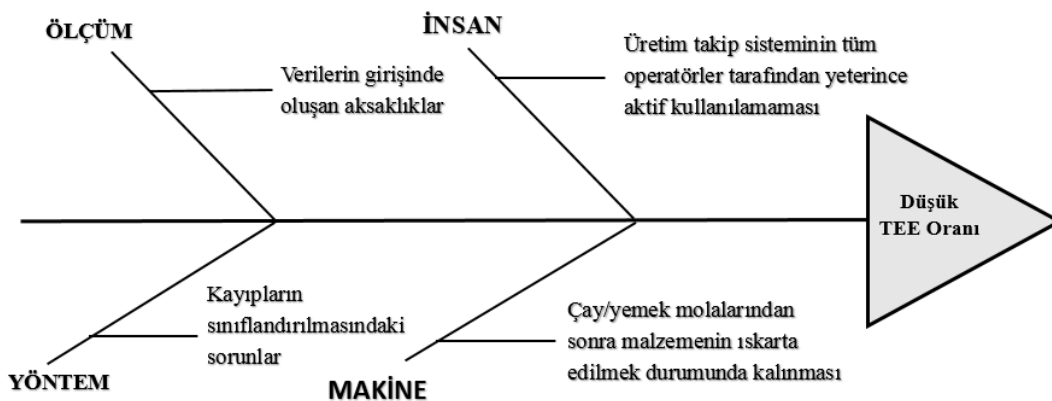 ÖLÇÜM
Verilerin girişinde
oluşan aksaklıklar
İNSAN
Üretim takip sisteminin tüm
operatörler tarafından yeterince
aktif kullanılamaması
Düşük
TEE Oranı
YÖNTEM
Kayıpların
sınıflandırılmasındaki
sorunlar
MAKİNE
Çay/yemek molalarından
sonra malzemenin ıskarta
edilmek durumunda kalınması